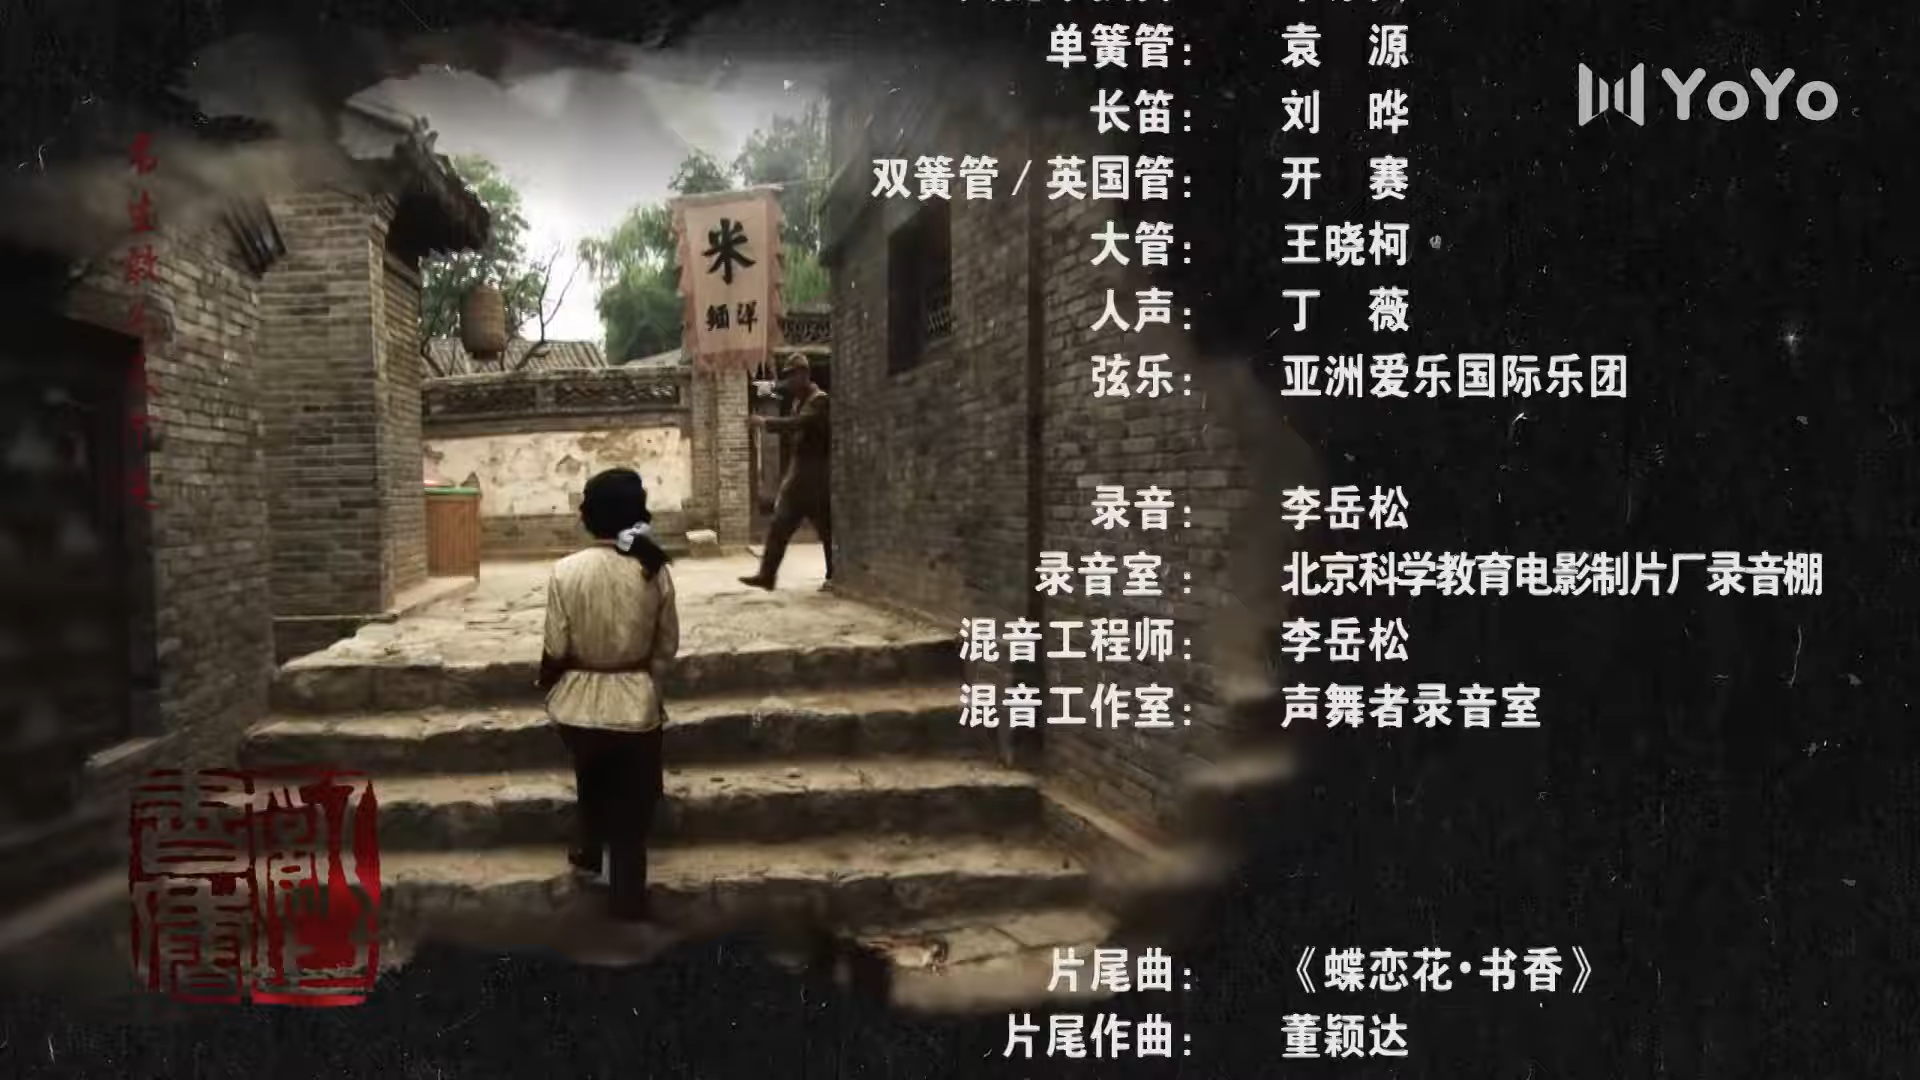 单簧管： 袁 源
长笛： 刘 晔
双簧管 / 英国管： 开 赛
大管： 王晓柯
人声： 丁 薇
弦乐： 亚洲爱乐国际乐团
录音： 李岳松
录音室： 北京科学教育电影制片厂录音棚
混音工程师： 李岳松
混音工作室： 声舞者录音室
片尾曲： 《蝶恋花·书香》
片尾作曲： 董颖达
YoYo
米